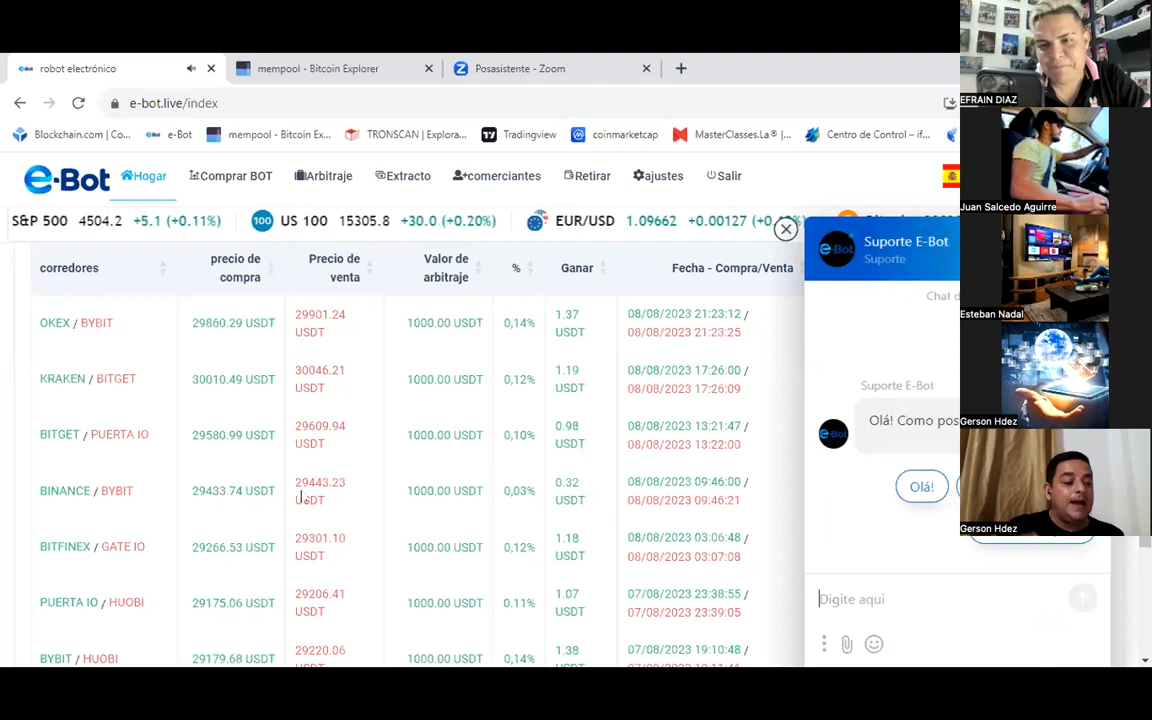 robot electrónico
mempool - Bitcoin Explorer
Posasistente - Zoom
e-bot.live/index
Blockchain.com | Co...
e-Bot
mempool - Bitcoin Ex...
TRONSCAN | Explora...
Tradingview
coinmarketcap
MasterClasses.La® |...
Centro de Control – if...
e-Bot
Hogar
Comprar BOT
Arbitraje
Extracto
comerciantes
Retirar
ajustes
Salir
S&P 500 4504.2 +5.1 (+0.11%)
100 US 100 15305.8 +30.0 (+0.20%)
EUR/USD 1.09662 +0.00127
corredores
precio de
compra
Precio de
venta
Valor de
arbitraje
%
Ganar
Fecha - Compra/Venta
OKEX / BYBIT
29860.29 USDT
29901.24
USDT
1000.00 USDT
0,14%
1.37
USDT
08/08/2023 21:23:12 /
08/08/2023 21:23:25
KRAKEN / BITGET
30010.49 USDT
30046.21
USDT
1000.00 USDT
0,12%
1.19
USDT
08/08/2023 17:26:00 /
08/08/2023 17:26:09
BITGET / PUERTA IO
29580.99 USDT
29609.94
USDT
1000.00 USDT
0,10%
0.98
USDT
08/08/2023 13:21:47 /
08/08/2023 13:22:00
BINANCE / BYBIT
29433.74 USDT
29443.23
USDT
1000.00 USDT
0,03%
0.32
USDT
08/08/2023 09:46:00 /
08/08/2023 09:46:21
BITFINEX / GATE IO
29266.53 USDT
29301.10
USDT
1000.00 USDT
0,12%
1.18
USDT
08/08/2023 03:06:48 /
08/08/2023 03:07:08
PUERTA IO / HUOBI
29175.06 USDT
29206.41
USDT
1000.00 USDT
0.11%
1.07
USDT
07/08/2023 23:38:55 /
07/08/2023 23:39:05
BYBIT / HUOBI
29179.68 USDT
29220.06
1000.00 USDT
0,14%
1.38
07/08/2023 19:10:48 /
e-Bot
Suporte E-Bot
Suporte
Chat d
Suporte E-Bot
e-Bot
Olá! Como pos
Olá!
Digite aqui
EFRAIN DIAZ
Juan Salcedo Aguirre
Esteban Nadal
Gerson Hdez
Gerson Hdez